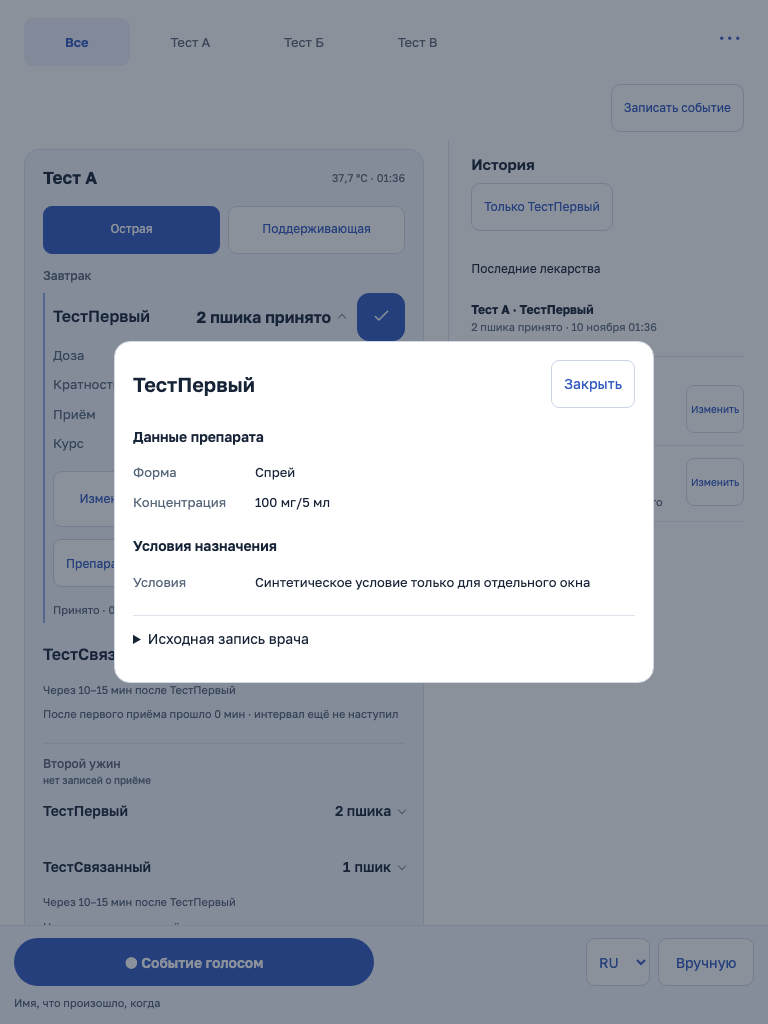 Все
Тест А
Тест Б
Тест В
Записать событие
Тест А
37,7 °C · 01:36
Острая
Поддерживающая
Завтрак
ТестПервый
2 пшика принято
Доза
Приём
Курс
Принято · 0
Через 10–15 мин после ТестПервый
После первого приёма прошло 0 мин · интервал ещё не наступил
Второй ужин
нет записей о приёме
ТестПервый
2 пшика
ТестСвязанный
1 пшик
Через 10–15 мин после ТестПервый
История
Только ТестПервый
Последние лекарства
Тест А · ТестПервый
2 пшика принято · 10 ноября 01:36
Изменить
Изменить
ТестПервый
Закрыть
Данные препарата
Форма
Спрей
Концентрация
100 мг/5 мл
Условия назначения
Условия
Синтетическое условие только для отдельного окна
Исходная запись врача
Событие голосом
RU
Вручную
Имя, что произошло, когда